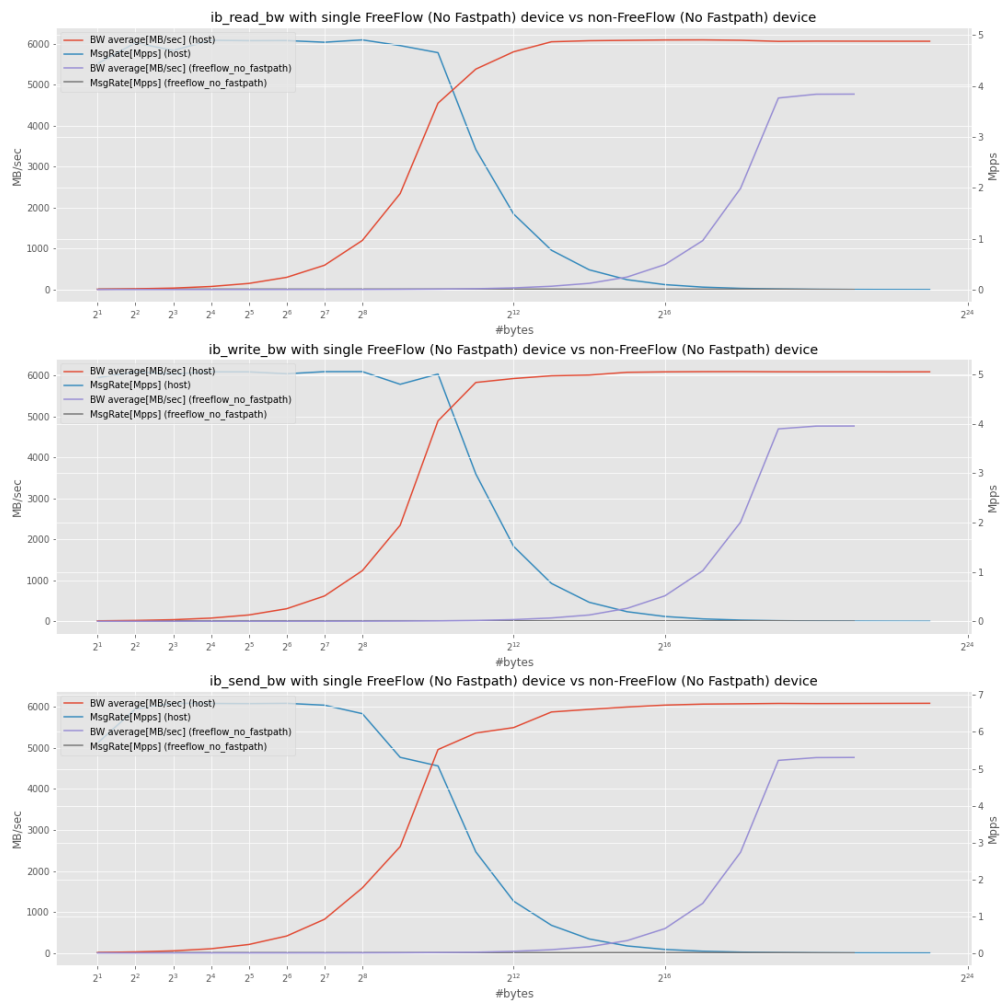 ib_read_bw with single FreeFlow (No Fastpath) device vs non-FreeFlow (No Fastpath) device
BW average[MB/sec] (host)
MsgRate[Mpps] (host)
BW average[MB/sec] (freeflow_no_fastpath)
MsgRate[Mpps] (freeflow_no_fastpath)
6000
5000
4000
3000
2000
1000
0
MB/sec
5
4
3
2
1
0
Mpps
2^1 2^2 2^3 2^4 2^5 2^6 2^7 2^8 2^12 2^16 2^24
#bytes
ib_write_bw with single FreeFlow (No Fastpath) device vs non-FreeFlow (No Fastpath) device
BW average[MB/sec] (host)
MsgRate[Mpps] (host)
BW average[MB/sec] (freeflow_no_fastpath)
MsgRate[Mpps] (freeflow_no_fastpath)
6000
5000
4000
3000
2000
1000
0
MB/sec
5
4
3
2
1
0
Mpps
2^1 2^2 2^3 2^4 2^5 2^6 2^7 2^8 2^12 2^16 2^24
#bytes
ib_send_bw with single FreeFlow (No Fastpath) device vs non-FreeFlow (No Fastpath) device
BW average[MB/sec] (host)
MsgRate[Mpps] (host)
BW average[MB/sec] (freeflow_no_fastpath)
MsgRate[Mpps] (freeflow_no_fastpath)
6000
5000
4000
3000
2000
1000
0
MB/sec
7
6
5
4
3
2
1
0
Mpps
2^1 2^2 2^3 2^4 2^5 2^6 2^7 2^8 2^12 2^16 2^24
#bytes